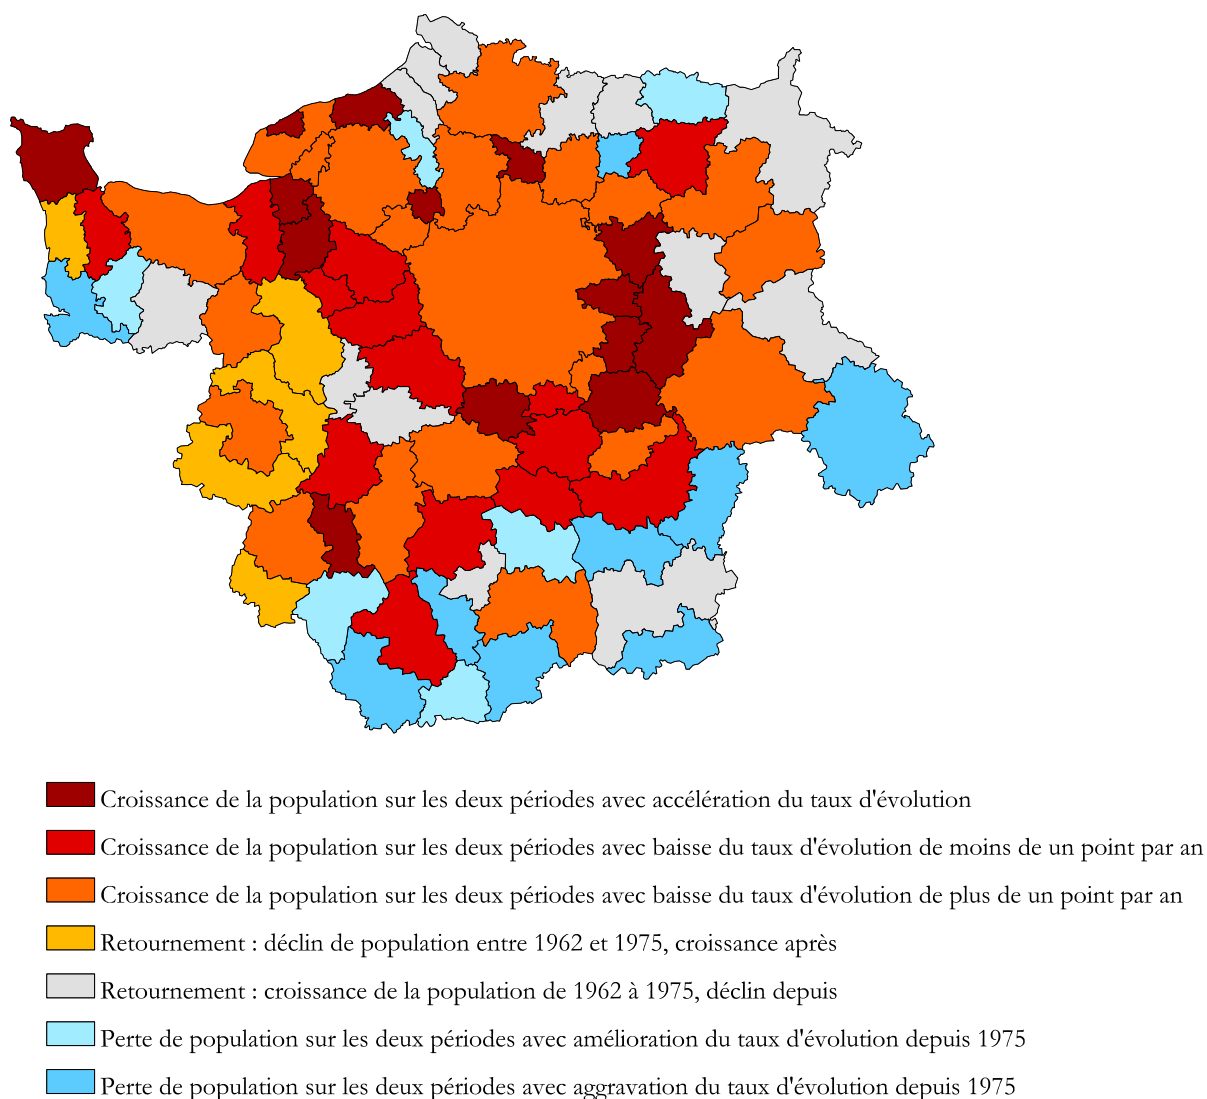 Croissance de la population sur les deux périodes avec accélération du taux d'évolution
Croissance de la population sur les deux périodes avec baisse du taux d'évolution de moins de un point par an
Croissance de la population sur les deux périodes avec baisse du taux d'évolution de plus de un point par an
Retournement : déclin de population entre 1962 et 1975, croissance après
Retournement : croissance de la population de 1962 à 1975, déclin depuis
Perte de population sur les deux périodes avec amélioration du taux d'évolution depuis 1975
Perte de population sur les deux périodes avec aggravation du taux d'évolution depuis 1975